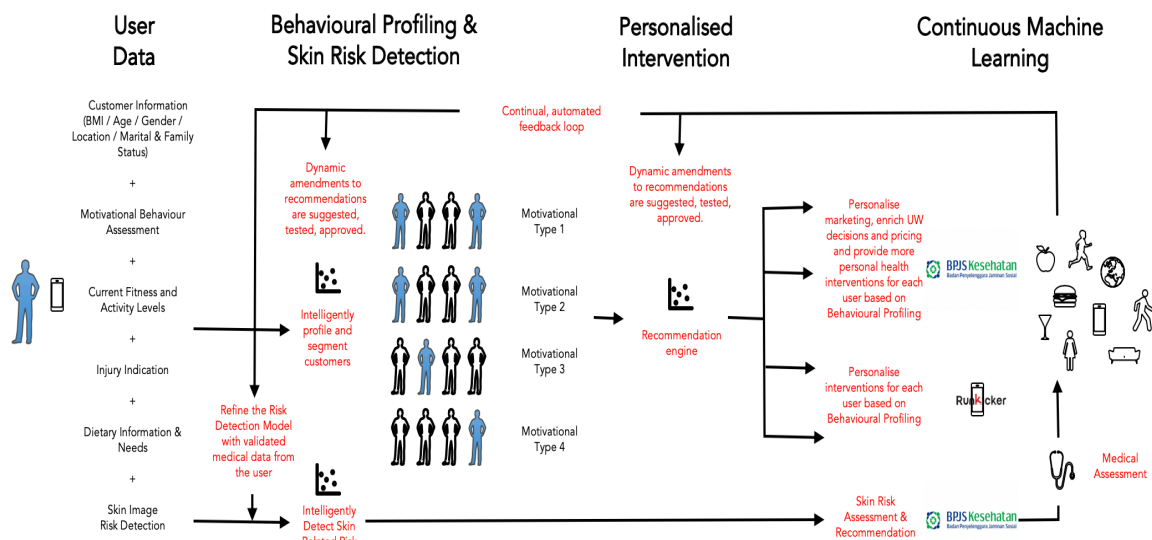 User
Data
Behavioural Profiling &
Skin Risk Detection
Personalised
Intervention
Continuous Machine
Learning
Customer Information
(BMI / Age / Gender /
Location / Marital & Family
Status)
+
Motivational Behaviour
Assessment
+
Current Fitness and
Activity Levels
+
Injury Indication
+
Dietary Information &
Needs
+
Skin Image
Risk Detection
Continual, automated
feedback loop
Dynamic
amendments to
recommendations
are suggested,
tested, approved.
Intelligently
profile and
segment
customers
Refine the Risk
Detection Model
with validated
medical data from
the user
Intelligently
Detect Skin
Related Risk
Motivational
Type 1
Motivational
Type 2
Motivational
Type 3
Motivational
Type 4
Dynamic amendments
to recommendations
are suggested, tested,
approved.
Recommendation
engine
Personalise
marketing, enrich UW
decisions and pricing
and provide more
personal health
interventions for each
user based on
Behavioural Profiling
BPJS Kesehatan
Badan Penyelenggara Jaminan Sosial
Personalise
interventions for each
user based on
Behavioural Profiling
Runkicker
Medical
Assessment
Skin Risk
Assessment &
Recommendation
BPJS Kesehatan
Badan Penyelenggara Jaminan Sosial